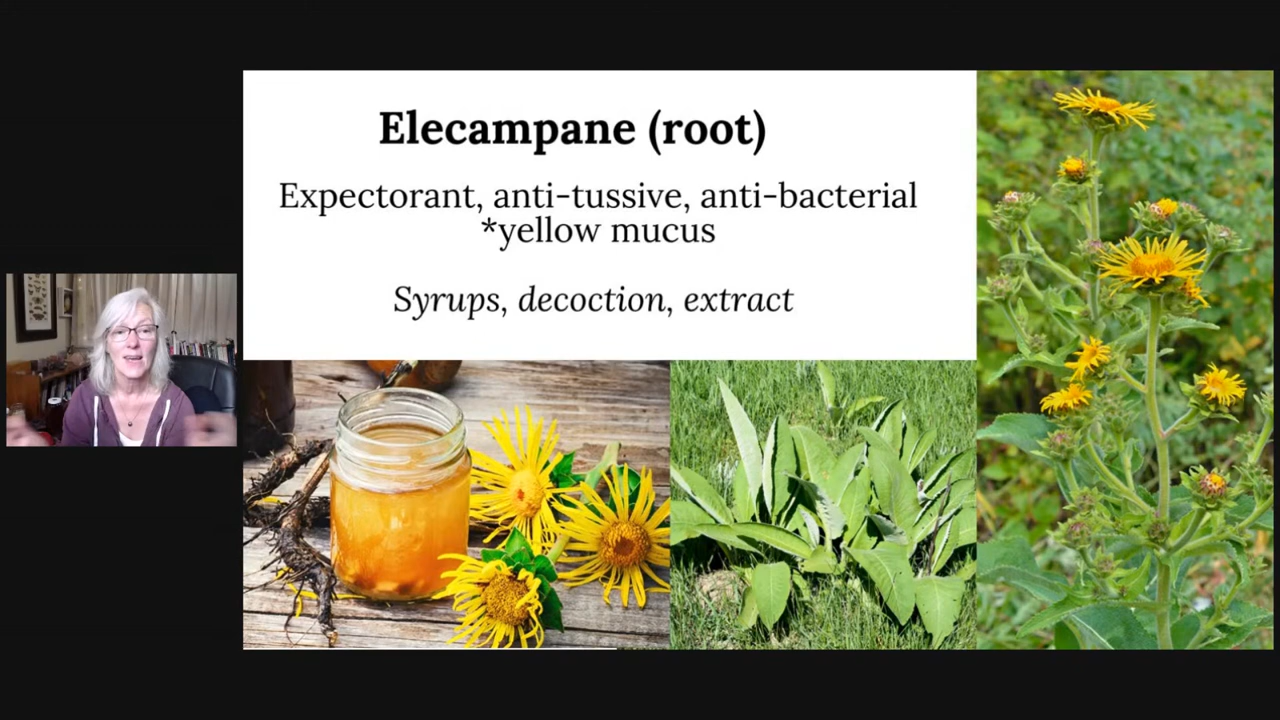 Elecampane (root)
Expectorant, anti-tussive, anti-bacterial
*yellow mucus
Syrups, decoction, extract